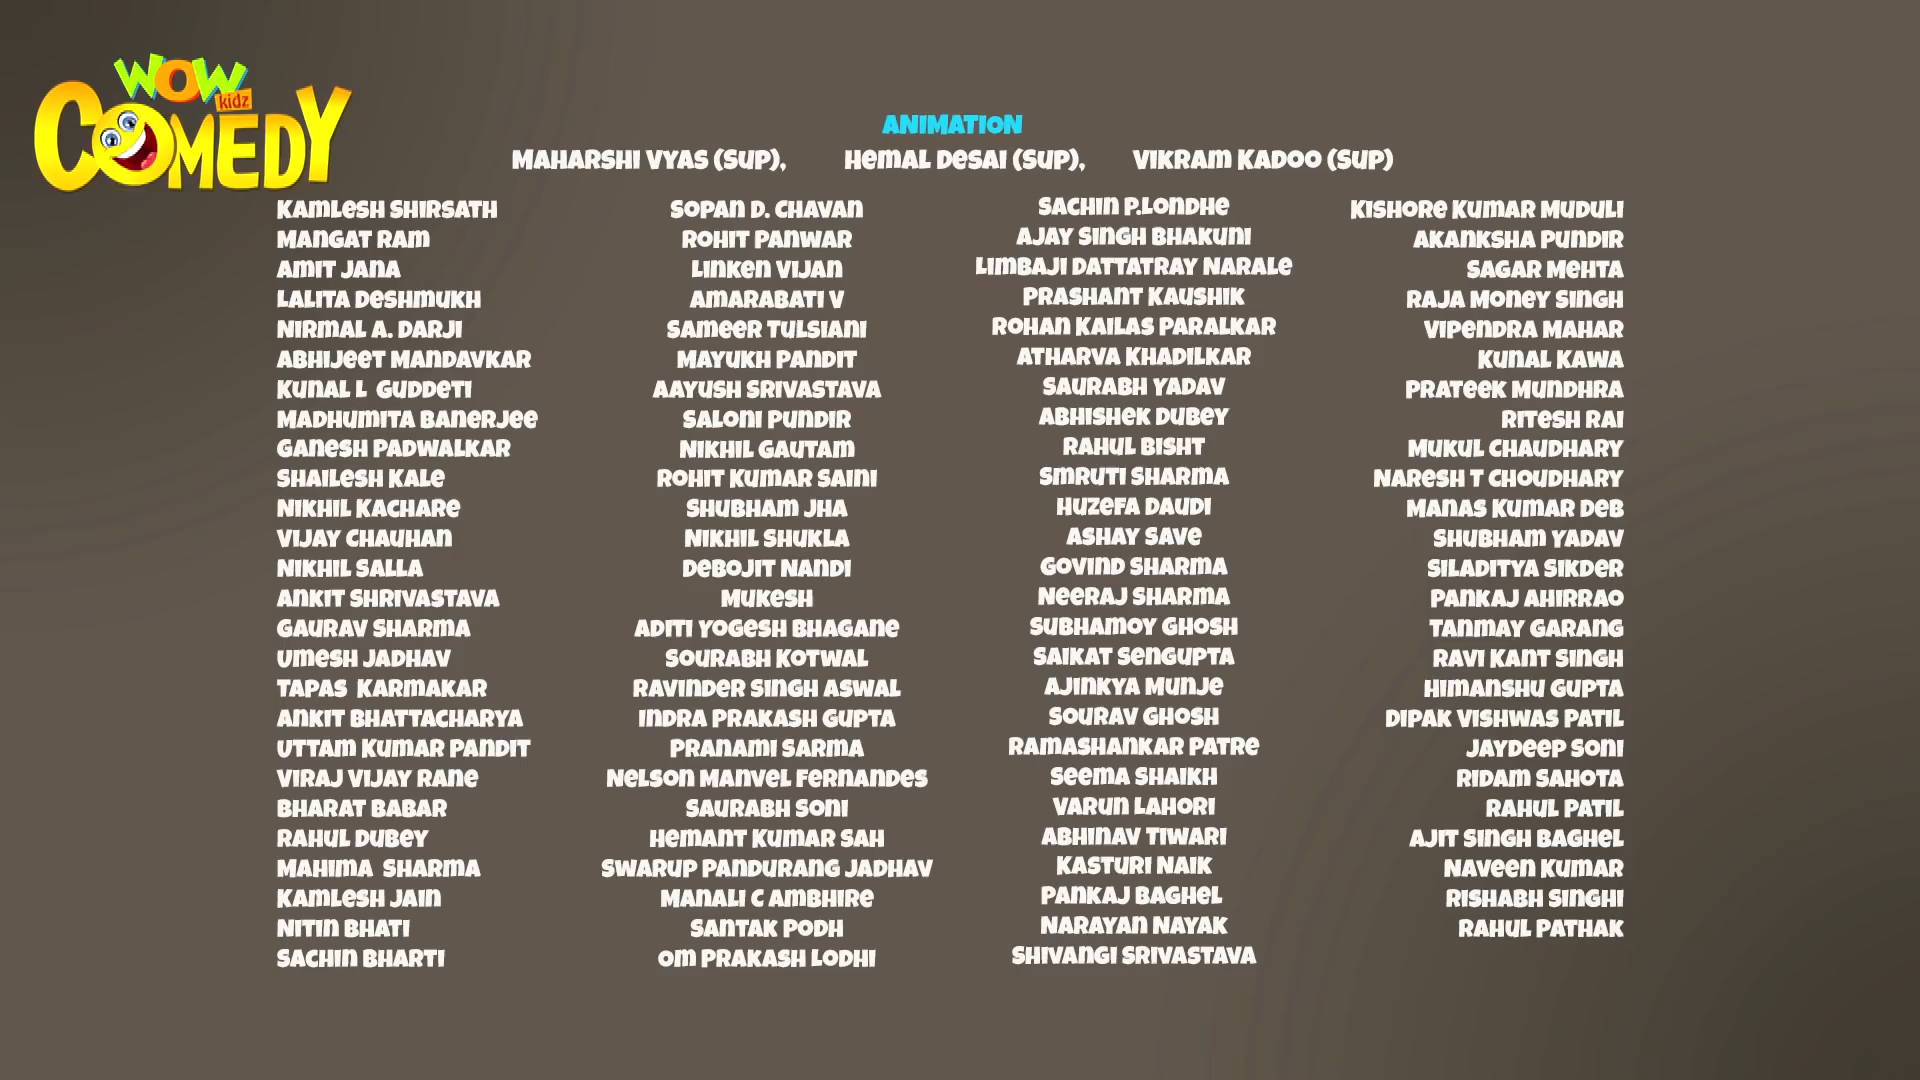 WOW
kidz
COMEDY
ANIMATION
MAHARSHI VYAS (SUP), HEMAL DESAI (SUP), VIKRAM KADOO (SUP)
KAMLESH SHIRSATH
MANGAT RAM
AMIT JANA
LALITA DESHMUKH
NIRMAL A. DARJI
ABHIJEET MANDAVKAR
KUNAL L GUDDETI
MADHUMITA BANERJEE
GANESH PADWALKAR
SHAILESH KALE
NIKHIL KACHARE
VIJAY CHAUHAN
NIKHIL SALLA
ANKIT SHRIVASTAVA
GAURAV SHARMA
UMESH JADHAV
TAPAS KARMAKAR
ANKIT BHATTACHARYA
UTTAM KUMAR PANDIT
VIRAJ VIJAY RANE
BHARAT BABAR
RAHUL DUBEY
MAHIMA SHARMA
KAMLESH JAIN
NITIN BHATI
SACHIN BHARTI
SOPAN D. CHAVAN
ROHIT PANWAR
LINKEN VIJAN
AMARABATI V
SAMEER TULSIANI
MAYUKH PANDIT
AAYUSH SRIVASTAVA
SALONI PUNDIR
NIKHIL GAUTAM
ROHIT KUMAR SAINI
SHUBHAM JHA
NIKHIL SHUKLA
DEBOJIT NANDI
MUKESH
ADITI YOGESH BHAGANE
SOURABH KOTWAL
RAVINDER SINGH ASWAL
INDRA PRAKASH GUPTA
PRANAMI SARMA
NELSON MANVEL FERNANDES
SAURABH SONI
HEMANT KUMAR SAH
SWARUP PANDURANG JADHAV
MANALI C AMBHIRE
SANTAK PODH
OM PRAKASH LODHI
SACHIN P.LONDHE
AJAY SINGH BHAKUNI
LIMBAJI DATTATRAY NARALE
PRASHANT KAUSHIK
ROHAN KAILAS PARALKAR
ATHARVA KHADILKAR
SAURABH YADAV
ABHISHEK DUBEY
RAHUL BISHT
SMRUTI SHARMA
HUZEFA DAUDI
ASHAY SAVE
GOVIND SHARMA
NEERAJ SHARMA
SUBHAMOY GHOSH
SAIKAT SENGUPTA
AJINKYA MUNJE
SOURAV GHOSH
RAMASHANKAR PATRE
SEEMA SHAIKH
VARUN LAHORI
ABHINAV TIWARI
KASTURI NAIK
PANKAJ BAGHEL
NARAYAN NAYAK
SHIVANGI SRIVASTAVA
KISHORE KUMAR MUDULI
AKANKSHA PUNDIR
SAGAR MEHTA
RAJA MONEY SINGH
VIPENDRA MAHAR
KUNAL KAWA
PRATEEK MUNDHRA
RITESH RAI
MUKUL CHAUDHARY
NARESH T CHOUDHARY
MANAS KUMAR DEB
SHUBHAM YADAV
SILADITYA SIKDER
PANKAJ AHIRRAO
TANMAY GARANG
RAVI KANT SINGH
HIMANSHU GUPTA
DIPAK VISHWAS PATIL
JAYDEEP SONI
RIDAM SAHOTA
RAHUL PATIL
AJIT SINGH BAGHEL
NAVEEN KUMAR
RISHABH SINGHI
RAHUL PATHAK